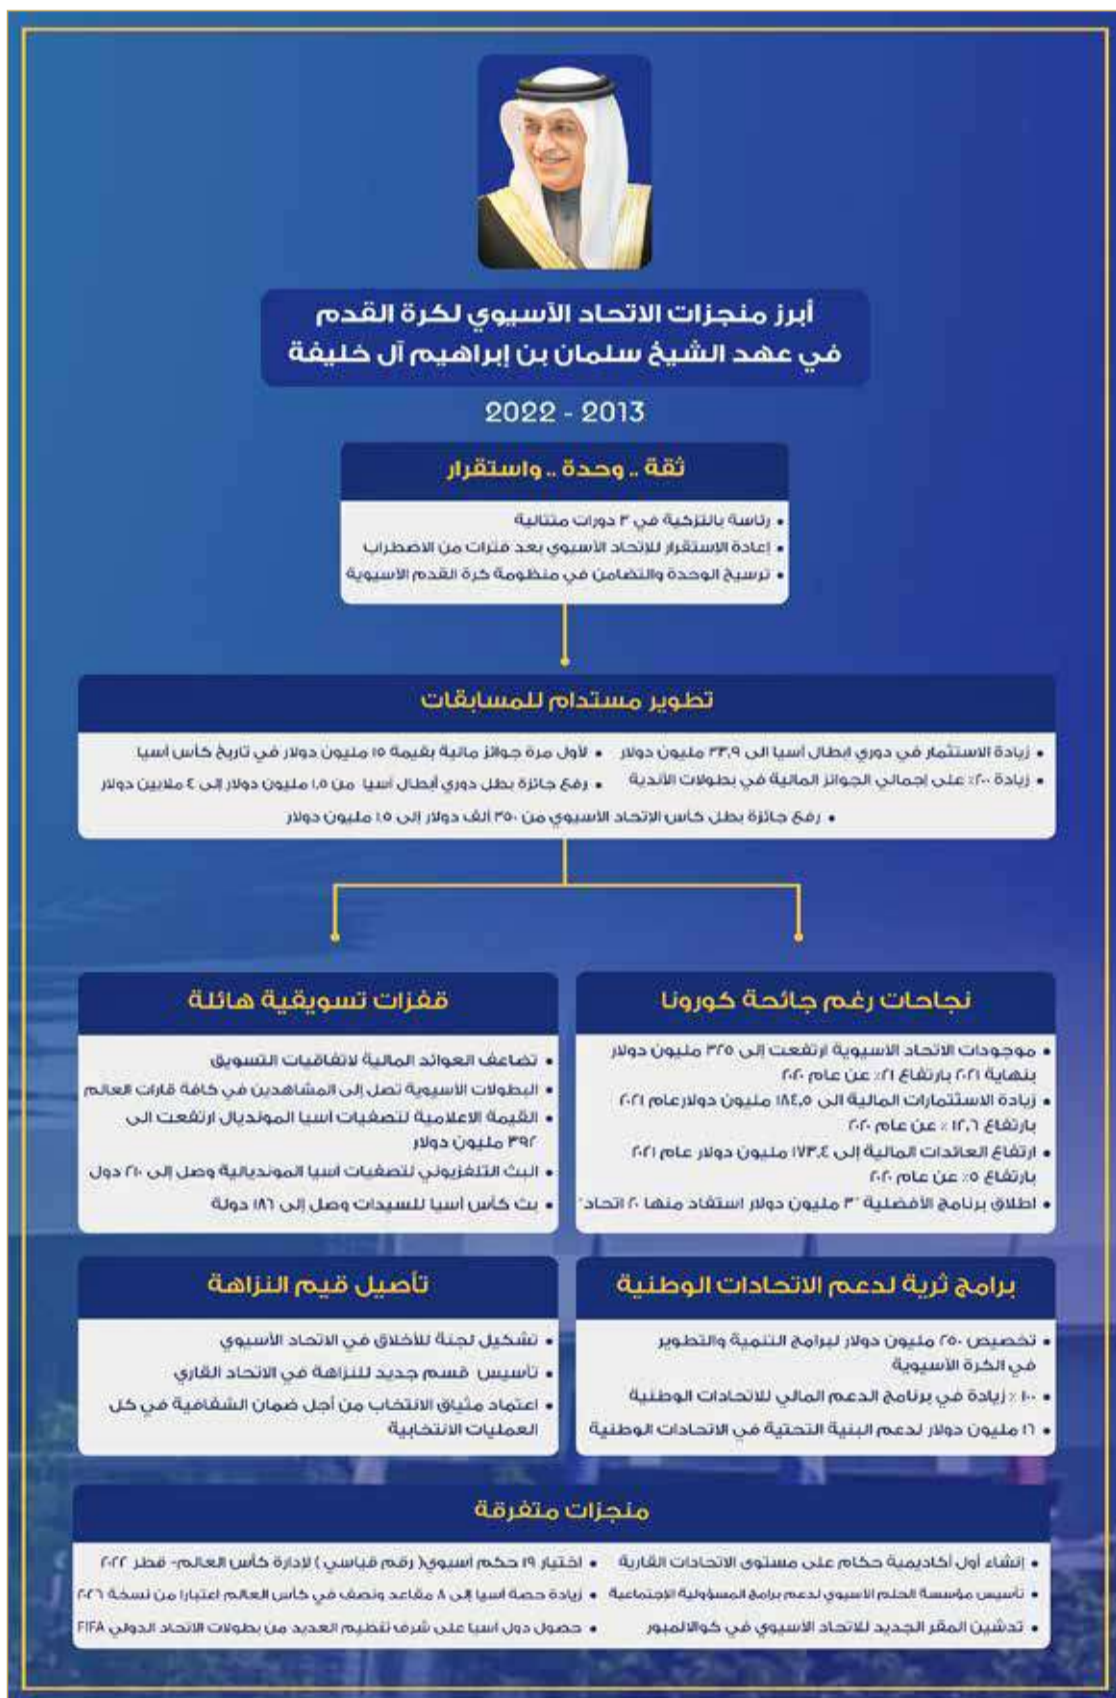 أبرز منجزات الاتحاد الآسيوي لكرة القدم
في عهد الشيخ سلمان بن إبراهيم آل خليفة
2022 - 2013
ثقة .. وحدة .. واستقرار
• رئاسة بالتزكية في ٣ دورات متتالية
• إعادة الإستقرار للإتحاد الآسيوي بعد فترات من الاضطراب
• ترسيخ الوحدة والتضامن في منظومة كرة القدم الآسيوية
تطوير مستدام للمسابقات
• زيادة الاستثمار في دوري ابطال آسيا الى ٣٣,٩ مليون دولار
• لأول مرة جوائز مالية بقيمة ١٥ مليون دولار في تاريخ كأس آسيا
• زيادة ٢٠٠٪ على إجمالي الجوائز المالية في بطولات الأندية
• رفع جائزة بطل دوري أبطال آسيا من ١,٥ مليون دولار إلى ٤ ملايين دولار
• رفع جائزة بطل كأس الإتحاد الآسيوي من ٣٥٠ ألف دولار إلى ١,٥ مليون دولار
نجاحات رغم جائحة كورونا
• موجودات الاتحاد الآسيوية ارتفعت إلى ٣٢٥ مليون دولار
بنهاية ٢٠٢١ بارتفاع ٢١٪ عن عام ٢٠٢٠
• زيادة الاستثمارات المالية الى ١٨٤,٥ مليون دولار عام ٢٠٢١
بارتفاع ١٢,٦ ٪ عن عام ٢٠٢٠
• ارتفاع العائدات المالية إلى ١٧٣,٤ مليون دولار عام ٢٠٢١
بارتفاع ٥٪ عن عام ٢٠٢٠
• اطلاق برنامج الأفضلية "٣ مليون دولار استفاد منها ٢٠ اتحاد"
قفزات تسويقية هائلة
• تضاعف العوائد المالية لاتفاقيات التسويق
• البطولات الآسيوية تصل إلى المشاهدين في كافة قارات العالم
• القيمة الاعلامية لتصفيات آسيا المونديال ارتفعت الى
٣٩٢ مليون دولار
• البث التلفزيوني لتصفيات آسيا المونديالية وصل إلى ٢١٠ دول
• بث كأس آسيا للسيدات وصل إلى ١٨٦ دولة
برامج ثرية لدعم الاتحادات الوطنية
• تخصيص ٢٥٠ مليون دولار لبرامج التنمية والتطوير
في الكرة الآسيوية
• ١٠٠ ٪ زيادة في برنامج الدعم المالي للاتحادات الوطنية
• ١٦ مليون دولار لدعم البنية التحتية في الاتحادات الوطنية
تأصيل قيم النزاهة
• تشكيل لجنة للأخلاق في الاتحاد الآسيوي
• تأسيس قسم جديد للنزاهة في الاتحاد القاري
• اعتماد مثياق الانتخاب من أجل ضمان الشفافية في كل
العمليات الانتخابية
منجزات متفرقة
• إنشاء أول أكاديمية حكام على مستوى الاتحادات القارية
• اختيار ١٩ حكم آسيوي( رقم قياسي ) لادارة كأس العالم- قطر ٢٠٢٢
• تأسيس مؤسسة الحلم الآسيوي لدعم برامج المسؤولية الإجتماعية
• زيادة حصة آسيا إلى ٨ مقاعد ونصف في كأس العالم اعتبارا من نسخة ٢٠٢٦
• تدشين المقر الجديد للاتحاد الآسيوي في كوالالمبور
• حصول دول آسيا على شرف تنظيم العديد من بطولات الاتحاد الدولي FIFA